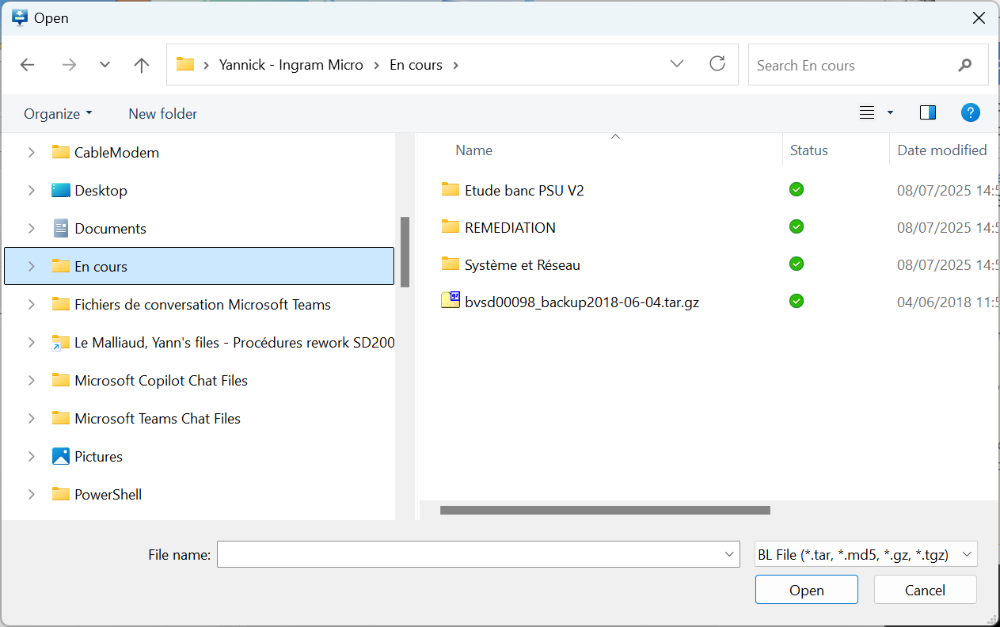 Open
Yannick - Ingram Micro > En cours >
Search En cours
Organize
New folder
Name
Status
Date modified
CableModem
Desktop
Documents
En cours
Fichiers de conversation Microsoft Teams
Le Malliaud, Yann's files - Procédures rework SD200
Microsoft Copilot Chat Files
Microsoft Teams Chat Files
Pictures
PowerShell
Etude banc PSU V2 08/07/2025 14:5
REMEDIATION 08/07/2025 14:5
Système et Réseau 08/07/2025 14:5
bvsd00098_backup2018-06-04.tar.gz 04/06/2018 11:5
File name:
BL File (*.tar, *.md5, *.gz, *.tgz)
Open
Cancel